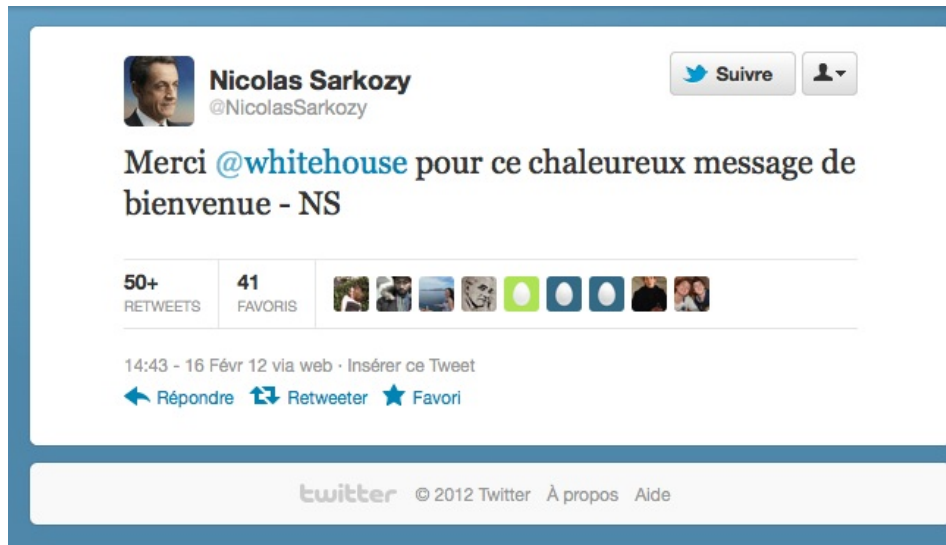 Nicolas Sarkozy
@NicolasSarkozy
Suivre
Merci @whitehouse pour ce chaleureux message de
bienvenue - NS
50+
RETWEETS
41
FAVORIS
14:43 - 16 Févr 12 via web · Insérer ce Tweet
Répondre Retweeter Favori
twitter © 2012 Twitter À propos Aide